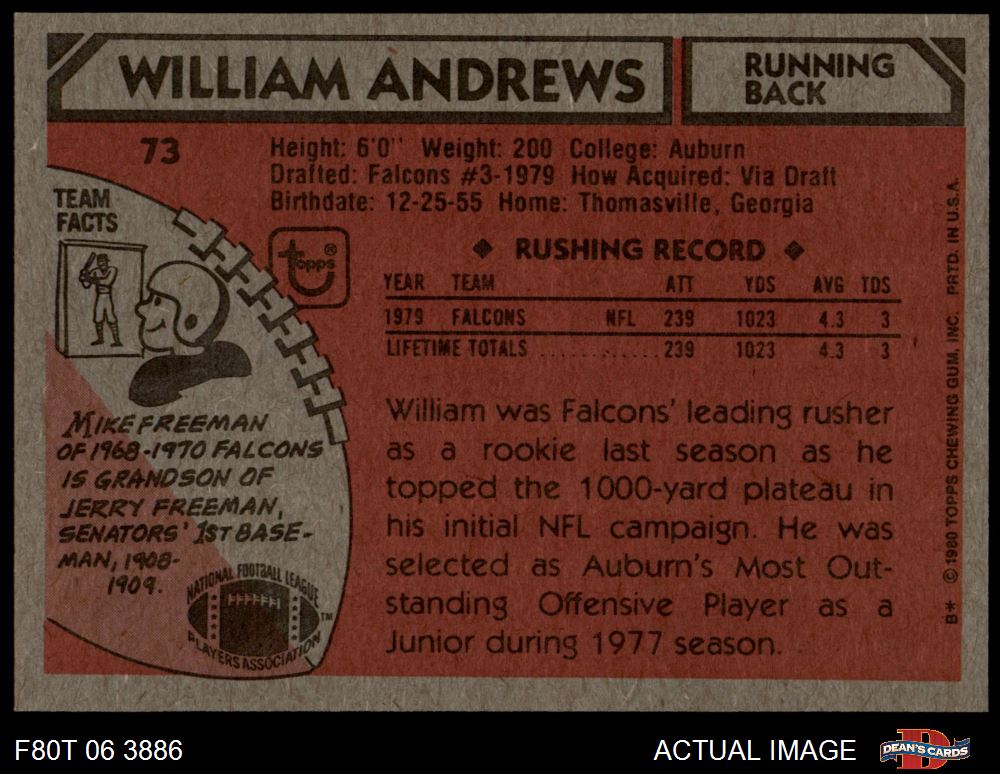 WILLIAM ANDREWS
RUNNING
BACK
73
Height: 6'0" Weight: 200 College: Auburn
Drafted: Falcons #3-1979 How Acquired: Via Draft
Birthdate: 12-25-55 Home: Thomasville, Georgia
TEAM
FACTS
topps®
◆ RUSHING RECORD ◆
YEAR TEAM ATT YDS AVG TDS
1979 FALCONS NFL 239 1023 4.3 3
LIFETIME TOTALS ............ 239 1023 4.3 3
MIKE FREEMAN
OF 1968-1970 FALCONS
IS GRANDSON OF
JERRY FREEMAN,
SENATORS' 1ST BASE-
MAN, 1908-
1909.
NATIONAL FOOTBALL LEAGUE
PLAYERS ASSOCIATION
TM
William was Falcons' leading rusher
as a rookie last season as he
topped the 1000-yard plateau in
his initial NFL campaign. He was
selected as Auburn's Most Out-
standing Offensive Player as a
Junior during 1977 season.
B* © 1980 TOPPS CHEWING GUM, INC. PRTD. IN U.S.A.
F80T 06 3886
ACTUAL IMAGE
DEAN'S CARDS